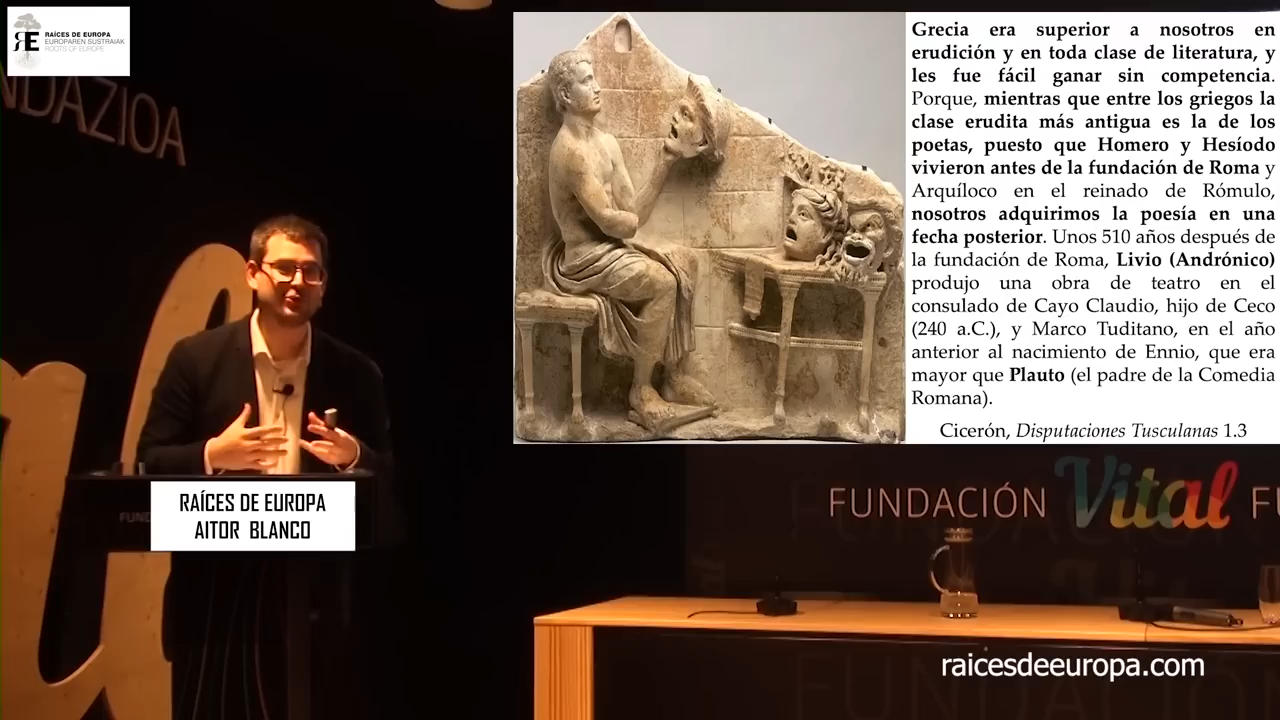 RAÍCES DE EUROPA
EUROPAREN SUSTRAIAK
ROOTS OF EUROPE
NDAZIOA
Grecia era superior a nosotros en
erudición y en toda clase de literatura, y
les fue fácil ganar sin competencia.
Porque, mientras que entre los griegos la
clase erudita más antigua es la de los
poetas, puesto que Homero y Hesíodo
vivieron antes de la fundación de Roma y
Arquíloco en el reinado de Rómulo,
nosotros adquirimos la poesía en una
fecha posterior. Unos 510 años después de
la fundación de Roma, Livio (Andrónico)
produjo una obra de teatro en el
consulado de Cayo Claudio, hijo de Ceco
(240 a.C.), y Marco Tuditano, en el año
anterior al nacimiento de Ennio, que era
mayor que Plauto (el padre de la Comedia
Romana).
Cicerón, Disputaciones Tusculanas 1.3
RAÍCES DE EUROPA
AITOR BLANCO
FUNDACIÓN Vital
raicesdeeuropa.com